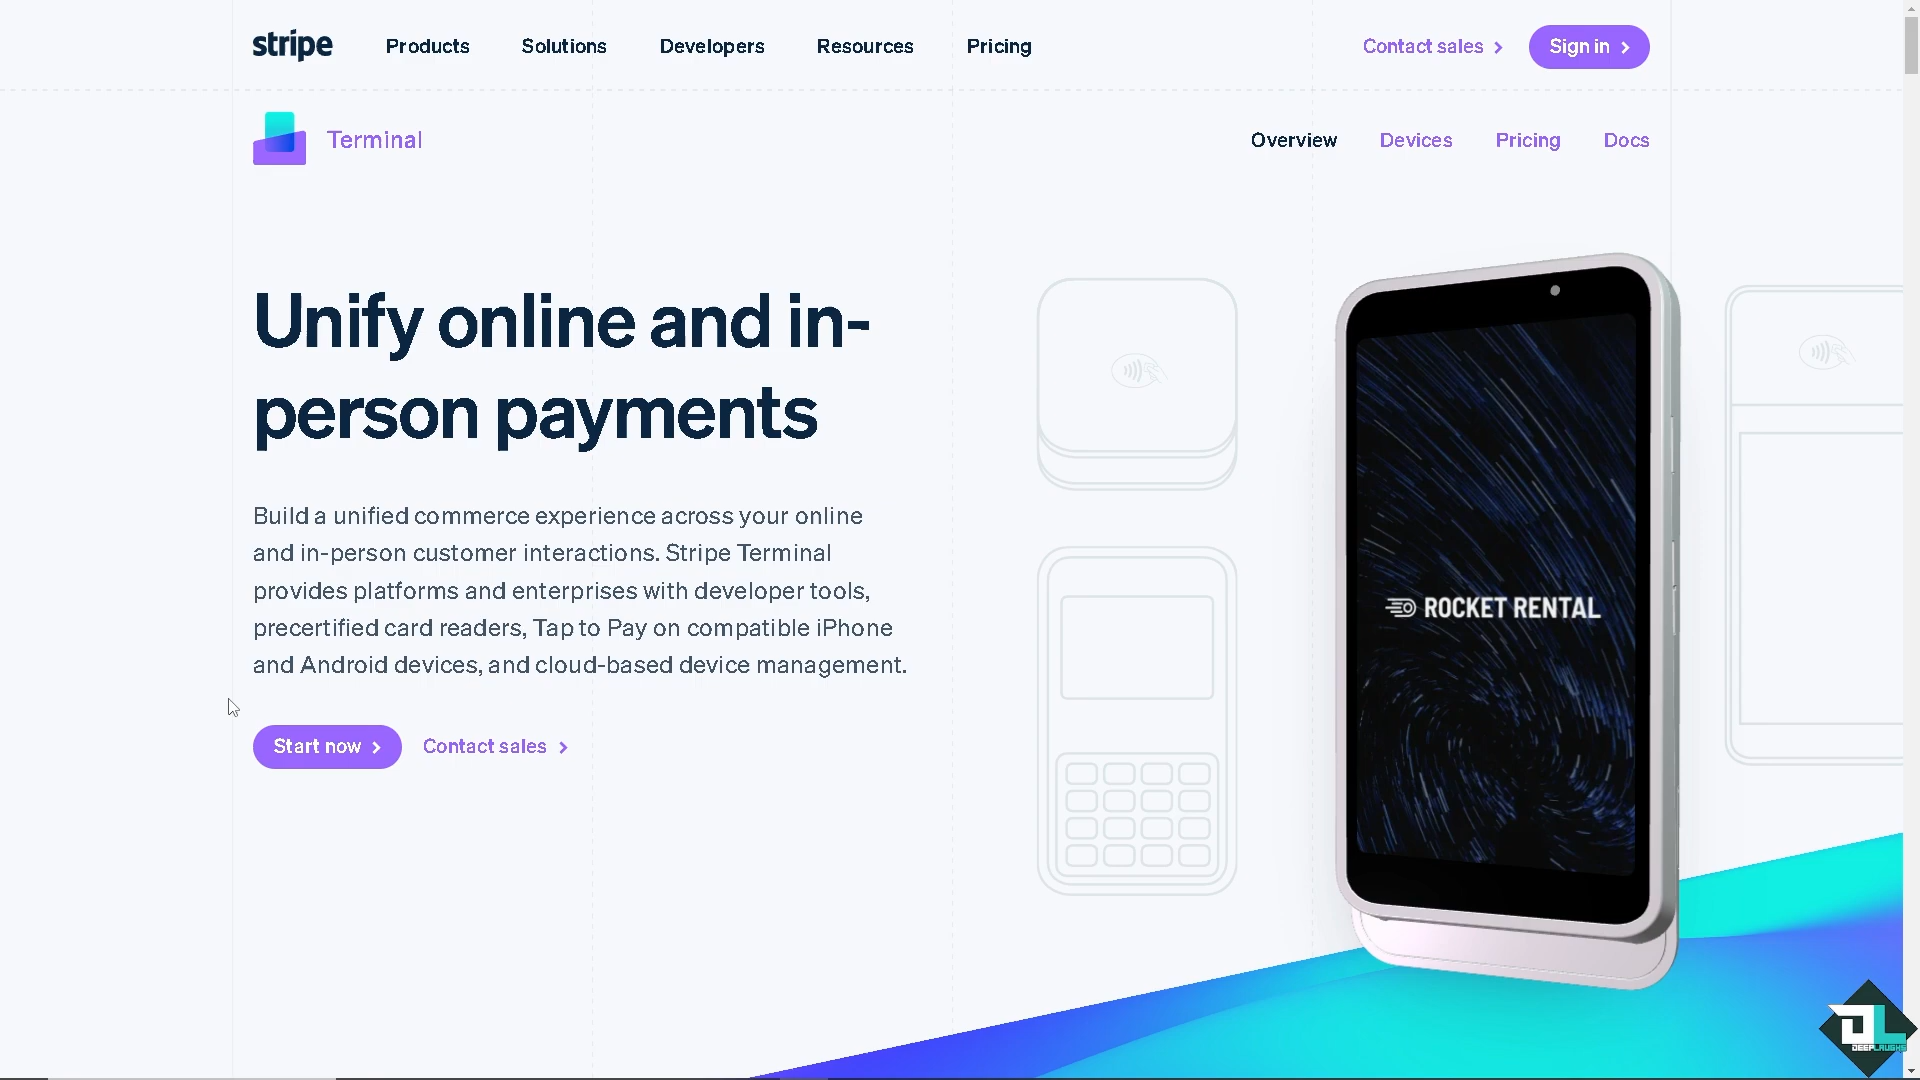 stripe
Products
Solutions
Developers
Resources
Pricing
Contact sales
Sign in
Terminal
Overview
Devices
Pricing
Docs
Unify online and in-
person payments
Build a unified commerce experience across your online
and in-person customer interactions. Stripe Terminal
provides platforms and enterprises with developer tools,
precertified card readers, Tap to Pay on compatible iPhone
and Android devices, and cloud-based device management.
Start now
Contact sales
ROCKET RENTAL
DL
DEEPLAUGHS